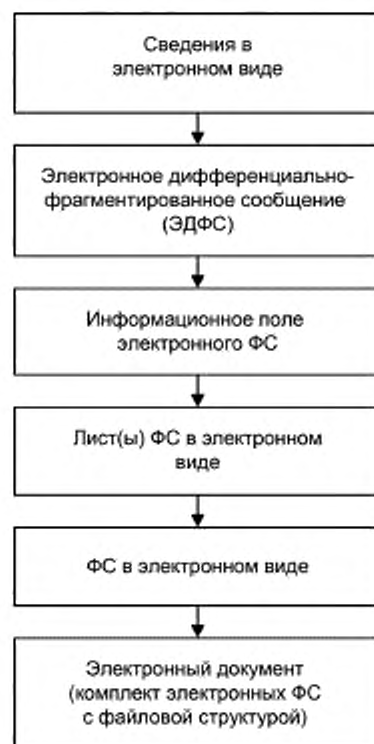 Сведения в
электронном виде
Электронное дифференциально-
фрагментированное сообщение
(ЭДФС)
Информационное поле
электронного ФС
Лист(ы) ФС в электронном
виде
ФС в электронном виде
Электронный документ
(комплект электронных ФС
с файловой структурой)